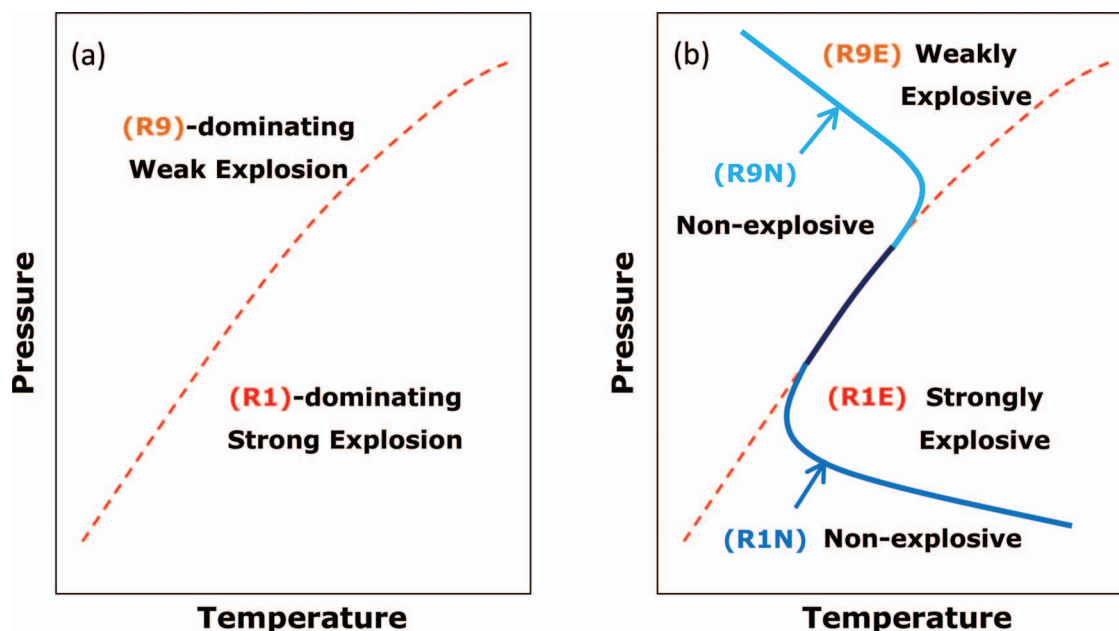 (a)
(R9)-dominating
Weak Explosion
(R1)-dominating
Strong Explosion
Pressure
Temperature
(b)
(R9E) Weakly
Explosive
(R9N)
Non-explosive
(R1E) Strongly
Explosive
(R1N) Non-explosive
Pressure
Temperature